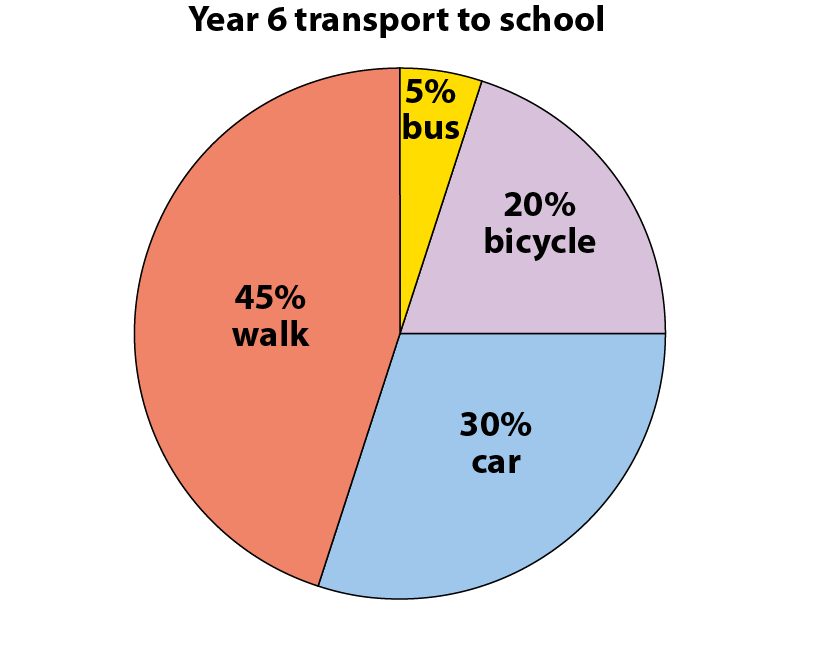 Year 6 transport to school
5%
bus
20%
bicycle
45%
walk
30%
car